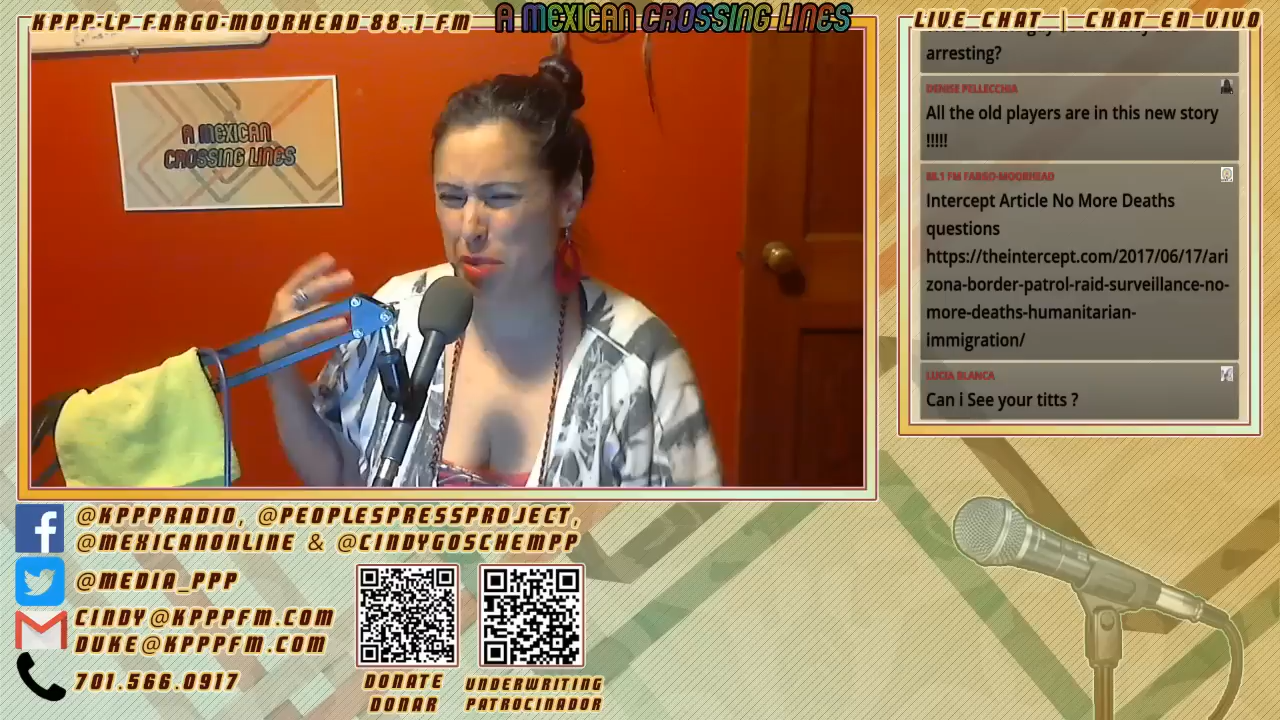 KPPP-LP FARGO-MOORHEAD 88.1 FM
A MEXICAN CROSSING LINES
LIVE CHAT | CHAT EN VIVO
A MEXICAN
CROSSING LINES
arresting?
DENISE PELLECCHIA
All the old players are in this new story
!!!!!
88.1 FM FARGO-MOORHEAD
Intercept Article No More Deaths
questions
https://theintercept.com/2017/06/17/ari
zona-border-patrol-raid-surveillance-no-
more-deaths-humanitarian-
immigration/
LUCIA BLANCA
Can i See your titts ?
@KPPPRADIO, @PEOPLESPRESSPROJECT,
@MEXICANONLINE & @CINDYGOSCHEMPP
@MEDIA_PPP
CINDY@KPPPFM.COM
DUKE@KPPPFM.COM
701.566.0917
DONATE
DONAR
UNDERWRITING
PATROCINADOR